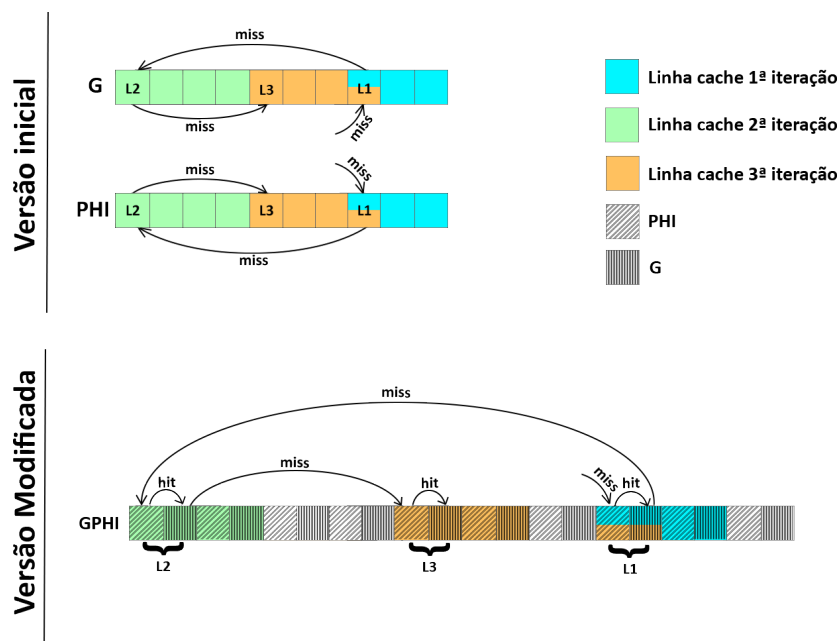 Versão inicial
miss
G
L2
L3
L1
miss
miss
miss
miss
PHI
L2
L3
L1
miss
Linha cache 1ª iteração
Linha cache 2ª iteração
Linha cache 3ª iteração
PHI
G
Versão Modificada
miss
hit
miss
hit
miss
hit
GPHI
L2
L3
L1